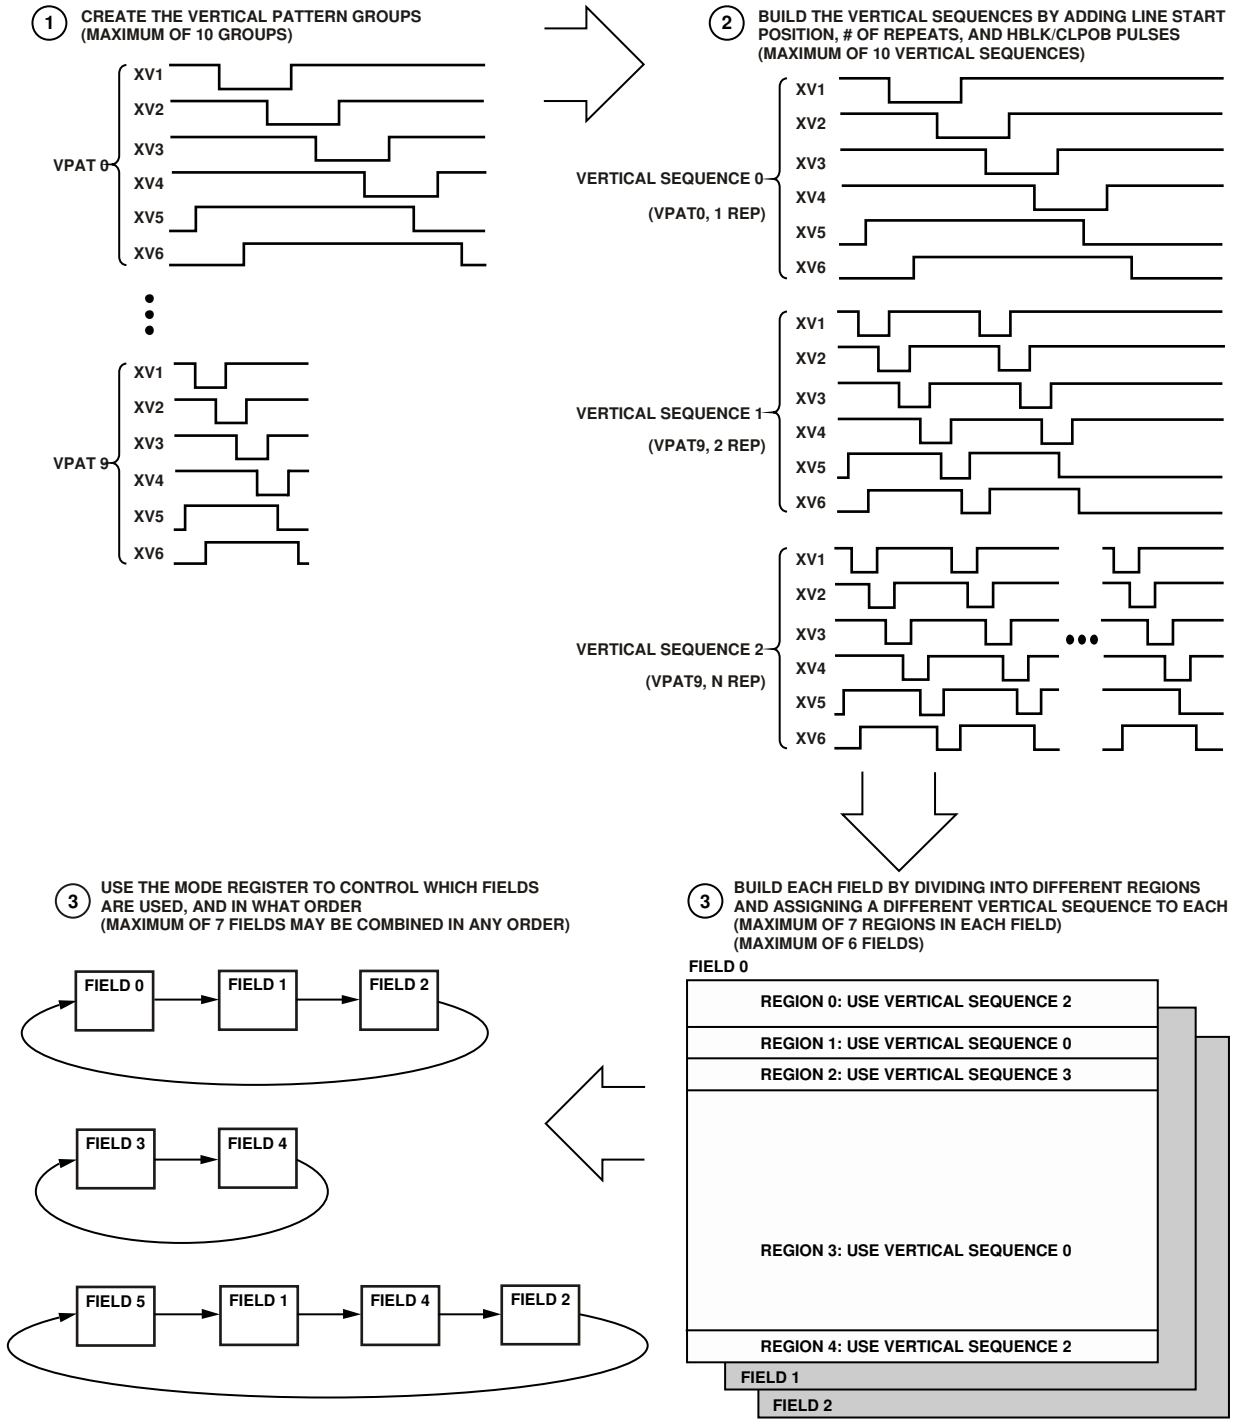 1
CREATE THE VERTICAL PATTERN GROUPS
(MAXIMUM OF 10 GROUPS)
VPAT 0
XV1
XV2
XV3
XV4
XV5
XV6
VPAT 9
XV1
XV2
XV3
XV4
XV5
XV6
2
BUILD THE VERTICAL SEQUENCES BY ADDING LINE START
POSITION, # OF REPEATS, AND HBLK/CLPOB PULSES
(MAXIMUM OF 10 VERTICAL SEQUENCES)
VERTICAL SEQUENCE 0
(VPAT0, 1 REP)
XV1
XV2
XV3
XV4
XV5
XV6
VERTICAL SEQUENCE 1
(VPAT9, 2 REP)
XV1
XV2
XV3
XV4
XV5
XV6
VERTICAL SEQUENCE 2
(VPAT9, N REP)
XV1
XV2
XV3
XV4
XV5
XV6
3
BUILD EACH FIELD BY DIVIDING INTO DIFFERENT REGIONS
AND ASSIGNING A DIFFERENT VERTICAL SEQUENCE TO EACH
(MAXIMUM OF 7 REGIONS IN EACH FIELD)
(MAXIMUM OF 6 FIELDS)
FIELD 0
REGION 0: USE VERTICAL SEQUENCE 2
REGION 1: USE VERTICAL SEQUENCE 0
REGION 2: USE VERTICAL SEQUENCE 3
REGION 3: USE VERTICAL SEQUENCE 0
REGION 4: USE VERTICAL SEQUENCE 2
FIELD 1
FIELD 2
3
USE THE MODE REGISTER TO CONTROL WHICH FIELDS
ARE USED, AND IN WHAT ORDER
(MAXIMUM OF 7 FIELDS MAY BE COMBINED IN ANY ORDER)
FIELD 0
FIELD 1
FIELD 2
FIELD 3
FIELD 4
FIELD 5
FIELD 1
FIELD 4
FIELD 2